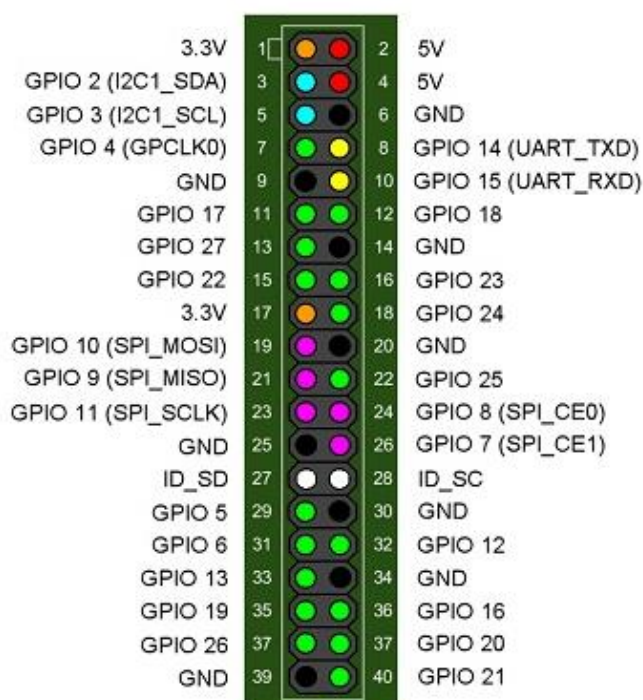 3.3V 1 2 5V
GPIO 2 (I2C1_SDA) 3 4 5V
GPIO 3 (I2C1_SCL) 5 6 GND
GPIO 4 (GPCLK0) 7 8 GPIO 14 (UART_TXD)
GND 9 10 GPIO 15 (UART_RXD)
GPIO 17 11 12 GPIO 18
GPIO 27 13 14 GND
GPIO 22 15 16 GPIO 23
3.3V 17 18 GPIO 24
GPIO 10 (SPI_MOSI) 19 20 GND
GPIO 9 (SPI_MISO) 21 22 GPIO 25
GPIO 11 (SPI_SCLK) 23 24 GPIO 8 (SPI_CE0)
GND 25 26 GPIO 7 (SPI_CE1)
ID_SD 27 28 ID_SC
GPIO 5 29 30 GND
GPIO 6 31 32 GPIO 12
GPIO 13 33 34 GND
GPIO 19 35 36 GPIO 16
GPIO 26 37 37 GPIO 20
GND 39 40 GPIO 21